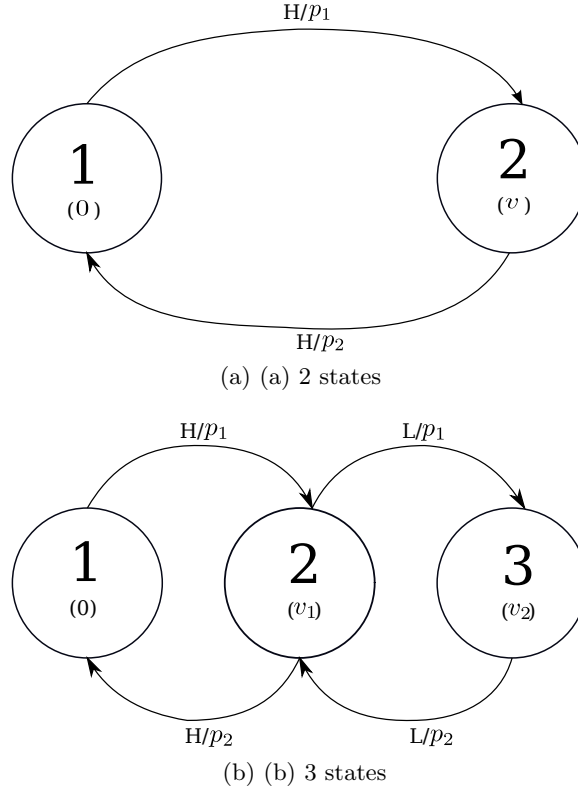 H/p₁
1 2
(0) (v)
H/p₂
(a) (a) 2 states
H/p₁ L/p₁
1 2 3
(0) (v₁) (v₂)
H/p₂ L/p₂
(b) (b) 3 states